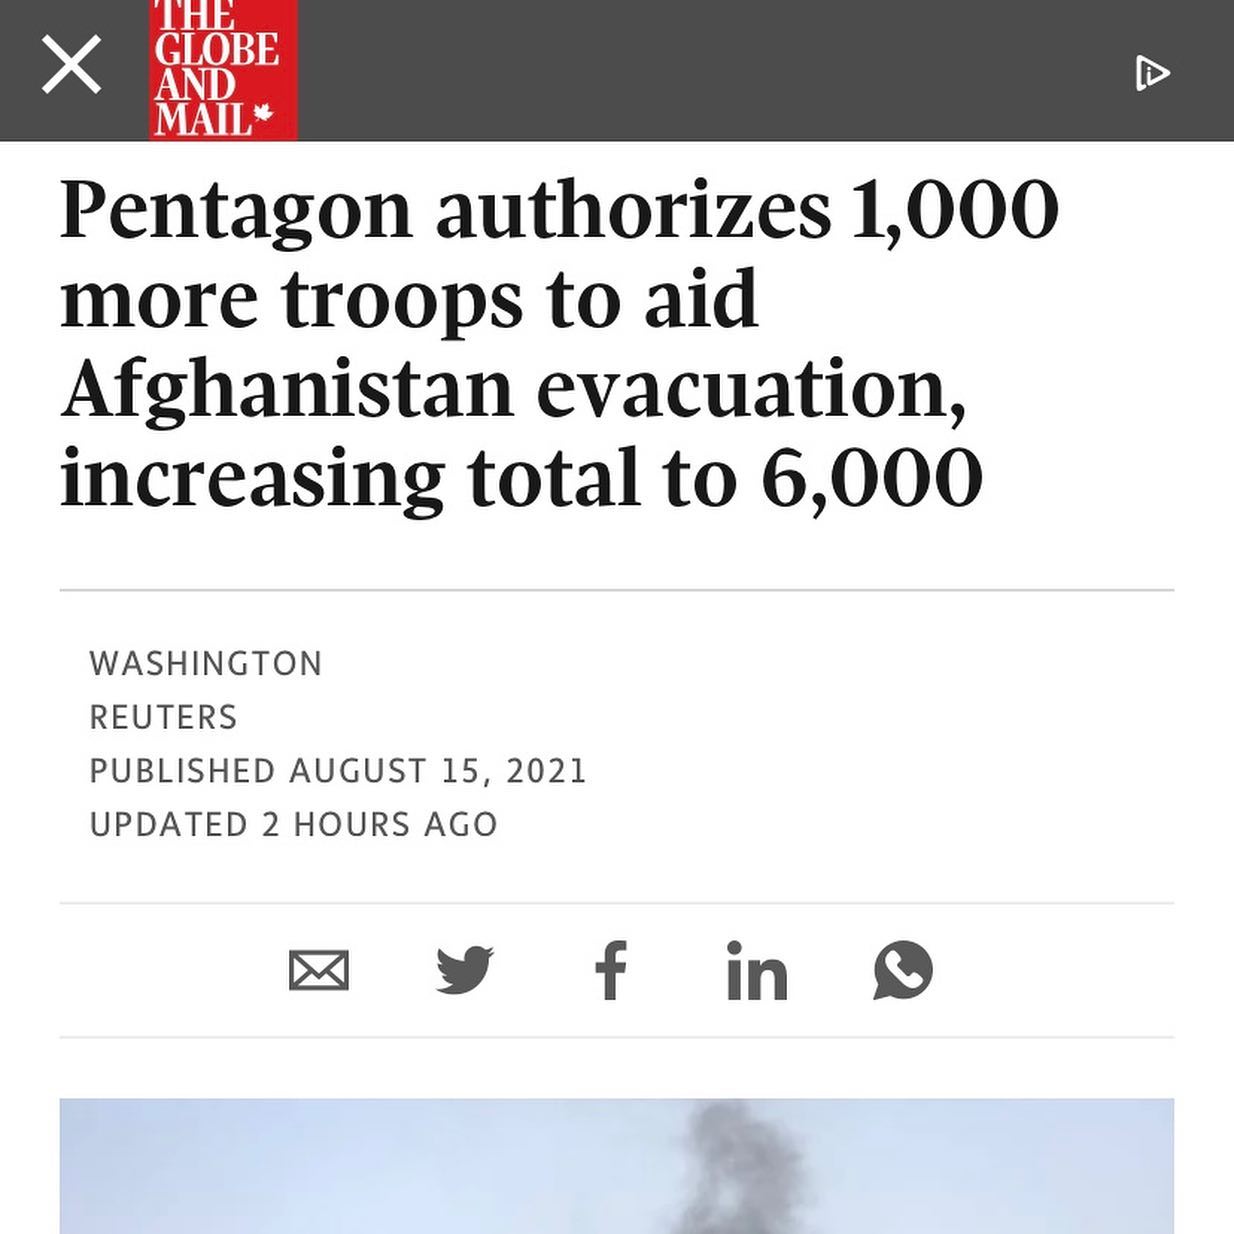 THE
GLOBE
AND
MAIL
Pentagon authorizes 1,000
more troops to aid
Afghanistan evacuation,
increasing total to 6,000
WASHINGTON
REUTERS
PUBLISHED AUGUST 15, 2021
UPDATED 2 HOURS AGO